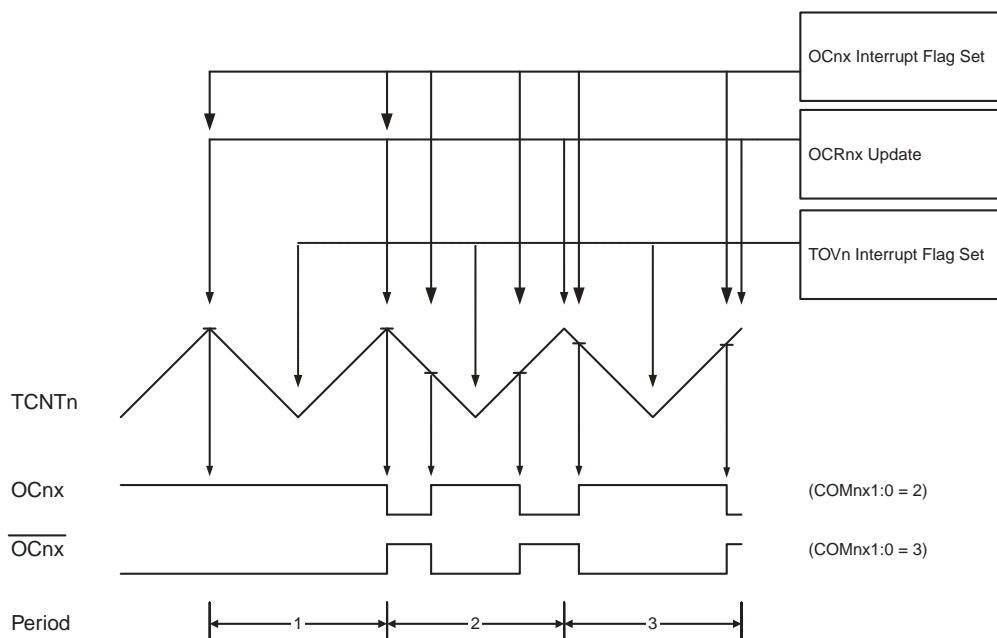 OCnx Interrupt Flag Set
OCRnx Update
TOVn Interrupt Flag Set
TCNTn
OCnx
(COMnx1:0 = 2)
OCnx
(COMnx1:0 = 3)
Period
1
2
3